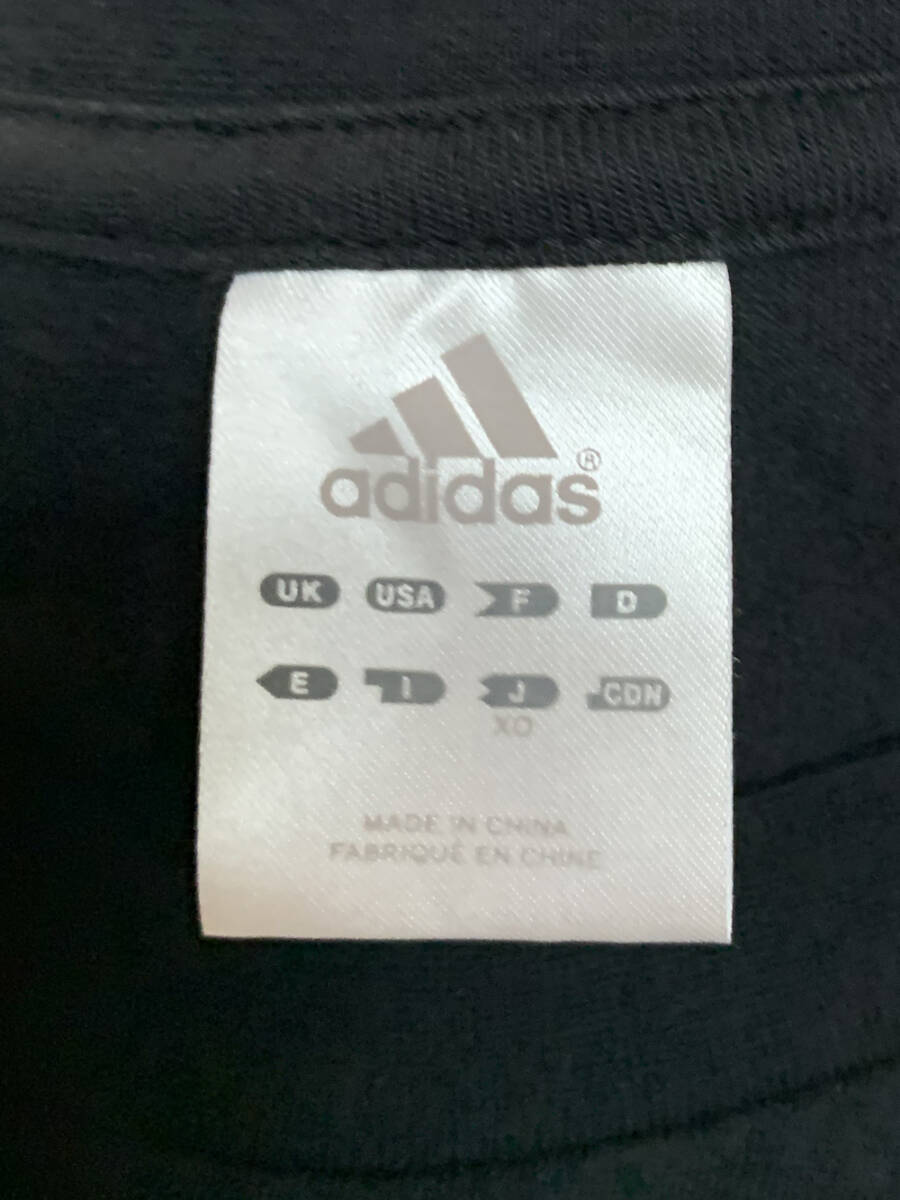 adidas®
UK USA F D
E I J CDN
XO
MADE IN CHINA
FABRIQUÉ EN CHINE